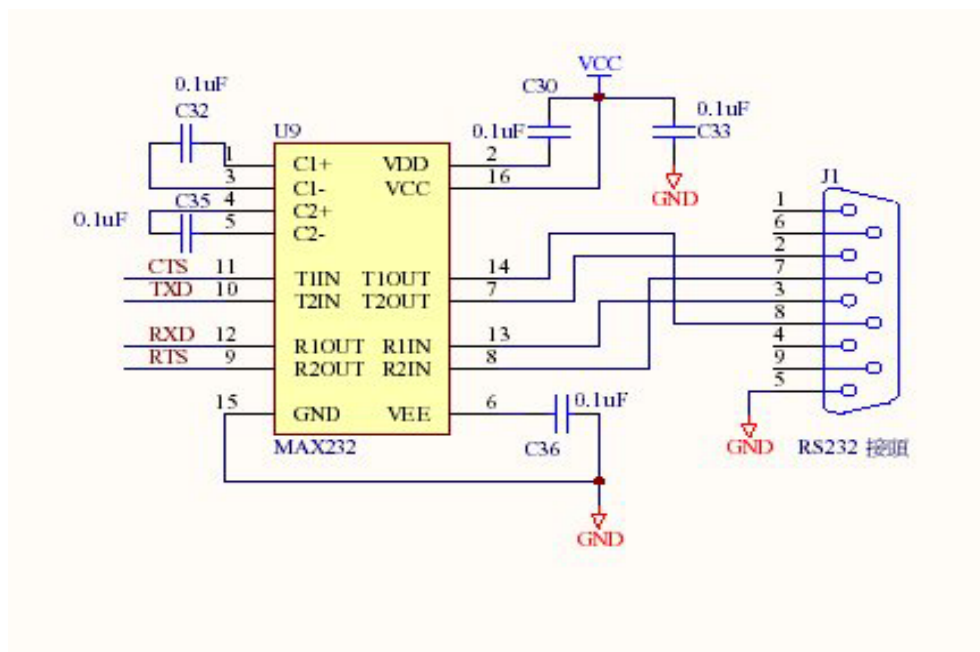 VCC
0.1uF
C30
0.1uF
C32
0.1uF
C33
U9
1
C1+
VDD
2
3
C1-
VCC
16
GND
J1
0.1uF
C35
4
C2+
5
C2-
1
6
2
7
3
8
4
9
5
CTS
11
T1IN
T1OUT
14
TXD
10
T2IN
T2OUT
7
RXD
12
R1OUT
R1IN
13
RTS
9
R2OUT
R2IN
8
15
GND
VEE
6
0.1uF
C36
MAX232
GND
RS232 接頭
GND